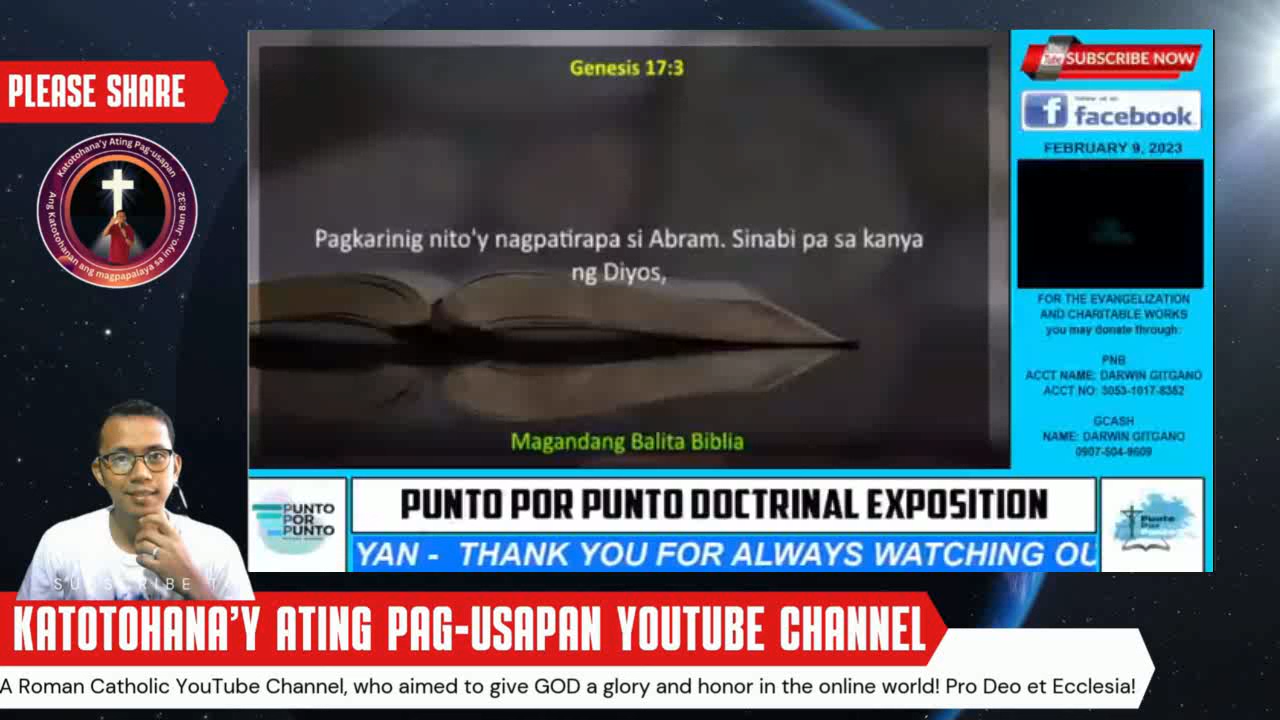 PLEASE SHARE
Katotohana'y Ating Pag-usapan
Ang Katotohanan ang magpapalaya sa inyo. Juan 8:32
Genesis 17:3
Pagkarinig nito'y nagpatirapa si Abram. Sinabi pa sa kanya
ng Diyos,
Magandang Balita Biblia
SUBSCRIBE NOW
facebook
FEBRUARY 9, 2023
FOR THE EVANGELIZATION
AND CHARITABLE WORKS
you may donate through:
PNB
ACCT NAME: DARWIN GITGANO
ACCT NO: 3053-1017-8352
GCASH
NAME: DARWIN GITGANO
0907-504-9609
PUNTO
POR
PUNTO
PUNTO POR PUNTO DOCTRINAL EXPOSITION
YAN - THANK YOU FOR ALWAYS WATCHING OU
Punto
Por
Punto
SUBSCRIBE
KATOTOHANA'Y ATING PAG-USAPAN YOUTUBE CHANNEL
A Roman Catholic YouTube Channel, who aimed to give GOD a glory and honor in the online world! Pro Deo et Ecclesia!